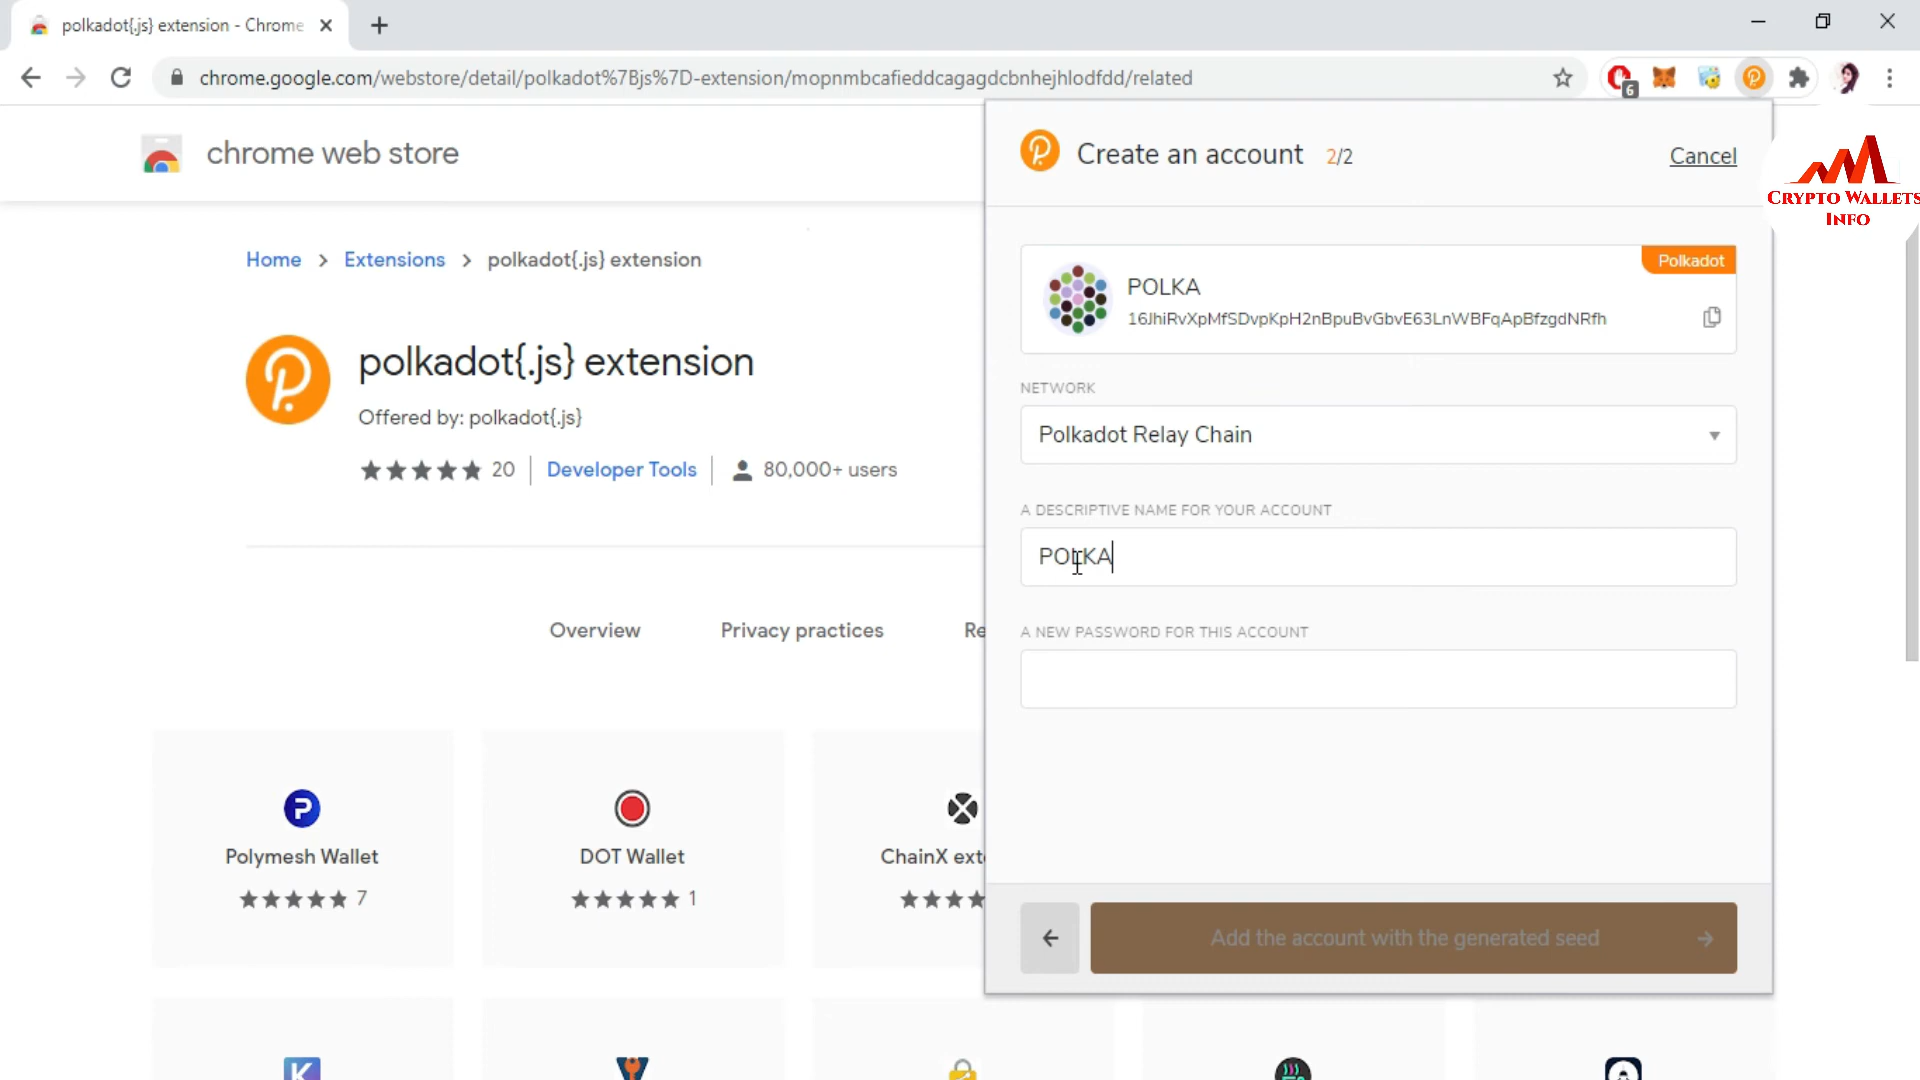 polkadot{.js} extension - Chrome
chrome.google.com/webstore/detail/polkadot%7Bjs%7D-extension/mopnmbcafieddcagagdcbnhejhlodfdd/related
6
chrome web store
Home > Extensions > polkadot{.js} extension
polkadot{.js} extension
Offered by: polkadot{.js}
20 Developer Tools 80,000+ users
Overview Privacy practices Re
Polymesh Wallet
7
DOT Wallet
1
ChainX exte
Create an account 2/2 Cancel
Polkadot
POLKA
16JhiRvXpMfSDvpKpH2nBpuBvGbvE63LnWBFqApBfzgdNRfh
NETWORK
Polkadot Relay Chain
A DESCRIPTIVE NAME FOR YOUR ACCOUNT
POLKA
A NEW PASSWORD FOR THIS ACCOUNT
Add the account with the generated seed
CRYPTO WALLETS
INFO